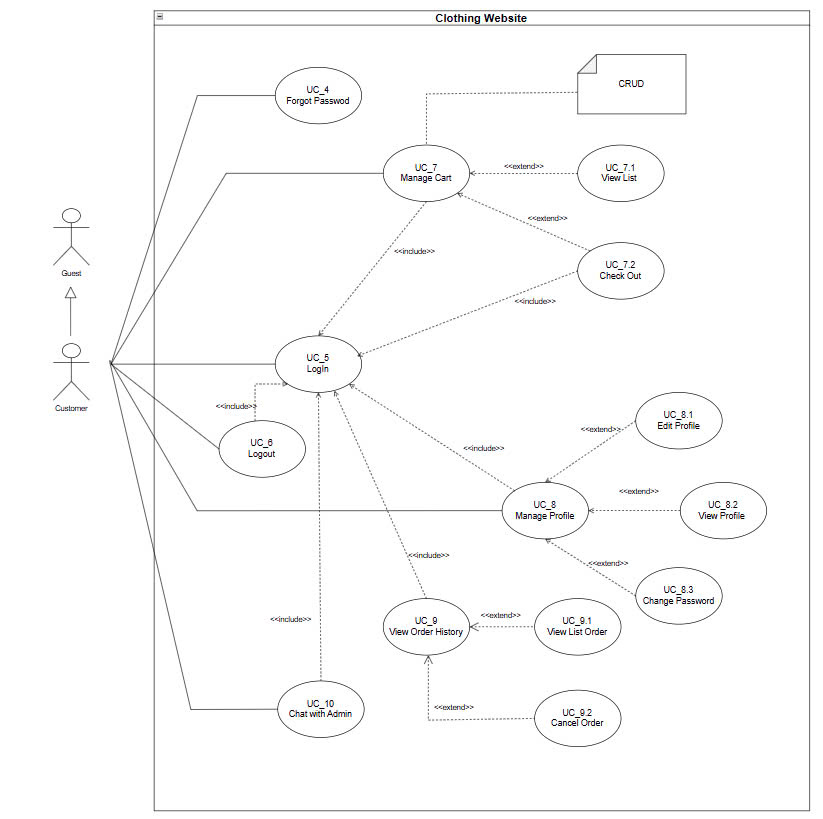 Clothing Website
UC_4
Forgot Passwod
CRUD
UC_7
Manage Cart
<<extend>>
UC_7.1
View List
<<extend>>
<<include>>
UC_7.2
Check Out
<<include>>
Guest
UC_5
LogIn
Customer
<<include>>
UC_6
Logout
<<include>>
<<extend>>
UC_8.1
Edit Profile
UC_8
Manage Profile
<<extend>>
UC_8.2
View Profile
<<extend>>
UC_8.3
Change Password
<<include>>
<<include>>
UC_9
View Order History
<<extend>>
UC_9.1
View List Order
UC_10
Chat with Admin
<<extend>>
UC_9.2
Cancel Order